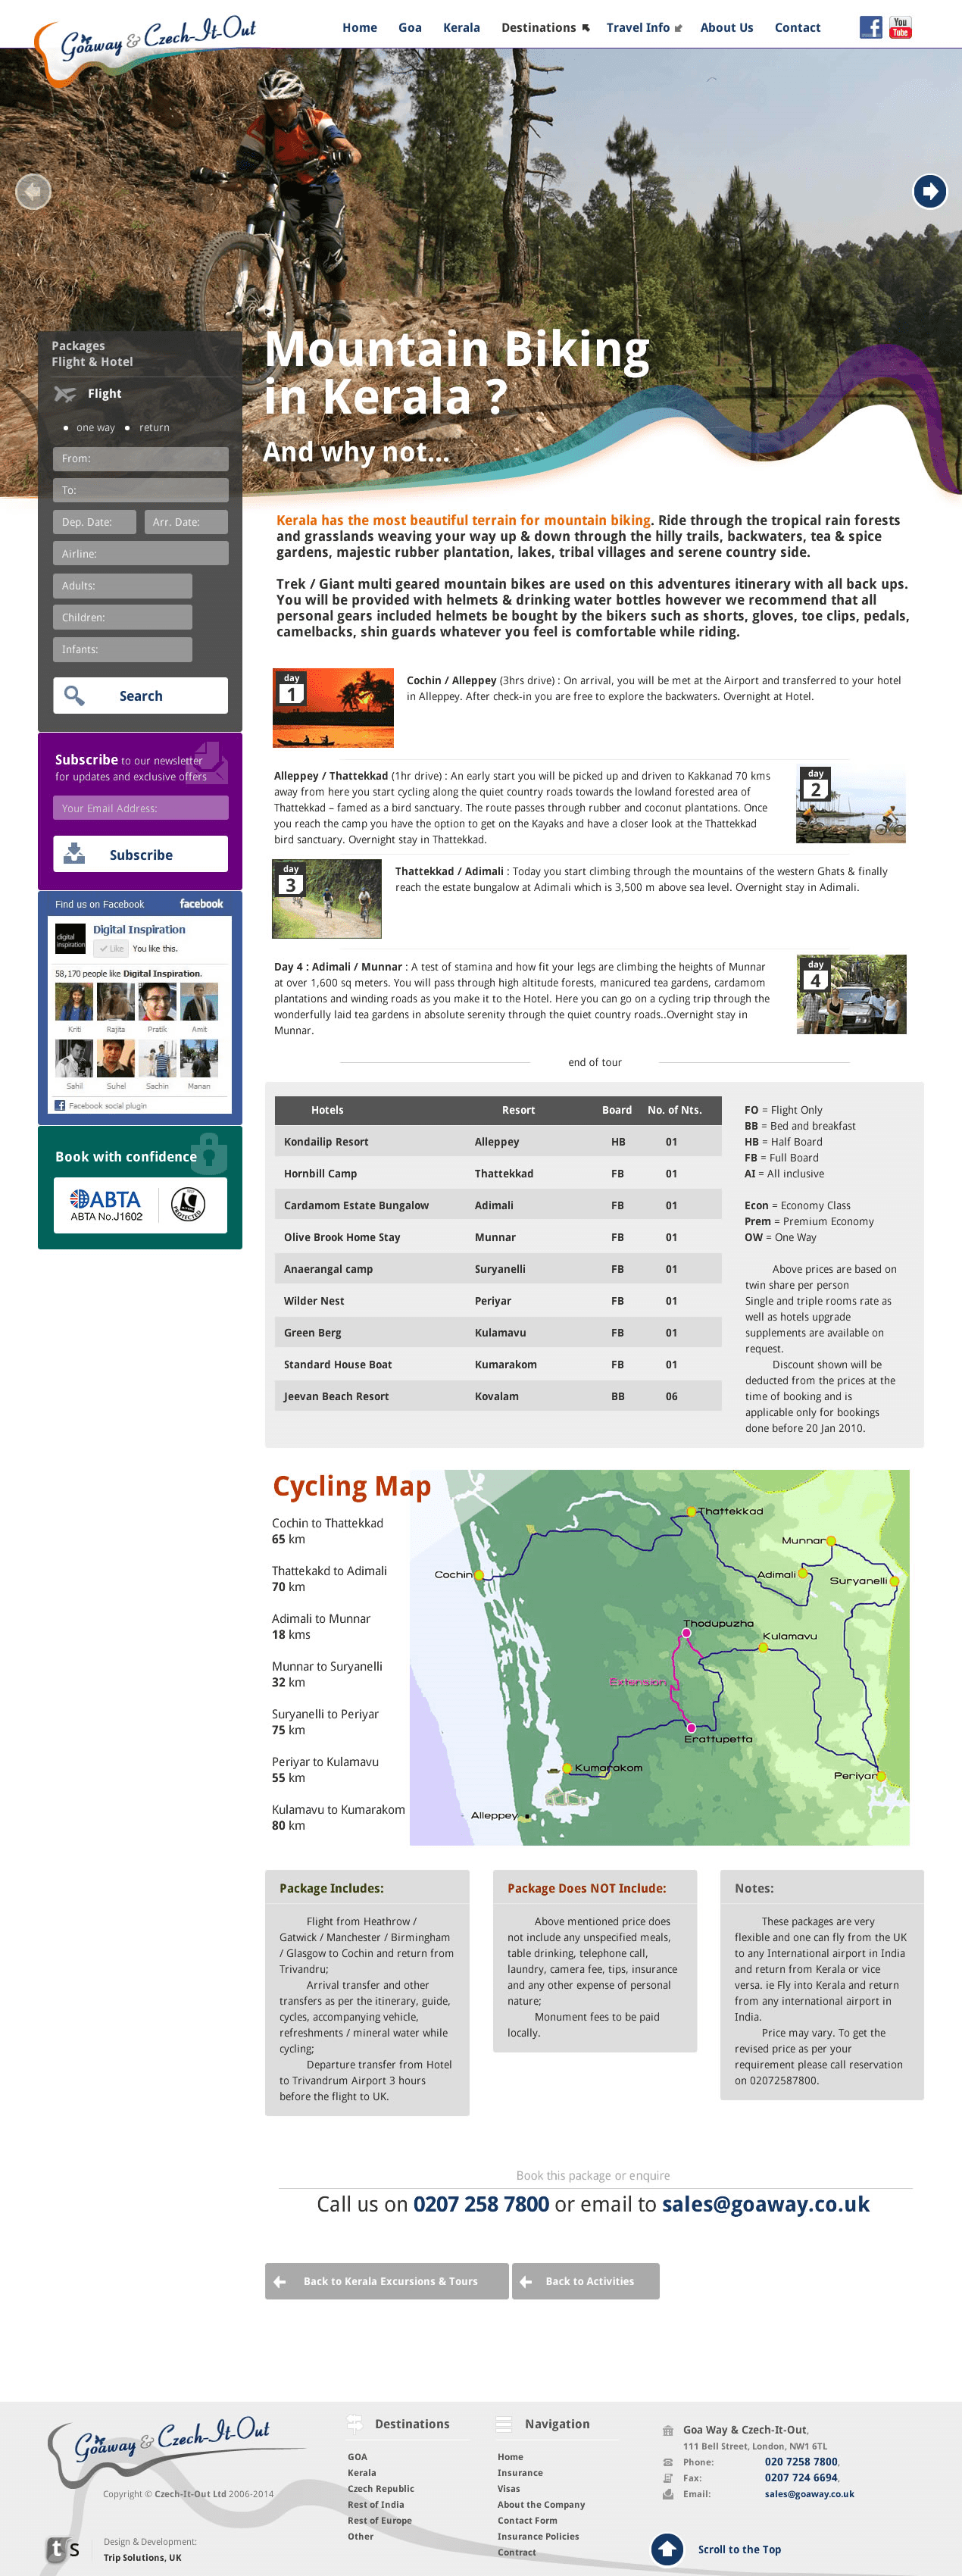 Goaway & Czech-It-Out
Home Goa Kerala Destinations Travel Info About Us Contact
You Tube
Mountain Biking
in Kerala ?
And why not...
Packages
Flight & Hotel
Flight
one way return
From:
To:
Dep. Date: Arr. Date:
Airline:
Adults:
Children:
Infants:
Search
Subscribe to our newsletter
for updates and exclusive offers
Your Email Address:
Subscribe
Find us on Facebook facebook
digital inspiration
Digital Inspiration
Like You like this.
58,170 people like Digital Inspiration.
Kriti Rajita Pratik Amit
Sahil Suhel Sachin Manan
Facebook social plugin
Book with confidence
ABTA
ABTA No.J1602
PROTECTED
Kerala has the most beautiful terrain for mountain biking. Ride through the tropical rain forests
and grasslands weaving your way up & down through the hilly trails, backwaters, tea & spice
gardens, majestic rubber plantation, lakes, tribal villages and serene country side.
Trek / Giant multi geared mountain bikes are used on this adventures itinerary with all back ups.
You will be provided with helmets & drinking water bottles however we recommend that all
personal gears included helmets be bought by the bikers such as shorts, gloves, toe clips, pedals,
camelbacks, shin guards whatever you feel is comfortable while riding.
day
1
Cochin / Alleppey (3hrs drive) : On arrival, you will be met at the Airport and transferred to your hotel
in Alleppey. After check-in you are free to explore the backwaters. Overnight at Hotel.
Alleppey / Thattekkad (1hr drive) : An early start you will be picked up and driven to Kakkanad 70 kms
away from here you start cycling along the quiet country roads towards the lowland forested area of
Thattekkad – famed as a bird sanctuary. The route passes through rubber and coconut plantations. Once
you reach the camp you have the option to get on the Kayaks and have a closer look at the Thattekkad
bird sanctuary. Overnight stay in Thattekkad.
day
2
day
3
Thattekkad / Adimali : Today you start climbing through the mountains of the western Ghats & finally
reach the estate bungalow at Adimali which is 3,500 m above sea level. Overnight stay in Adimali.
Day 4 : Adimali / Munnar : A test of stamina and how fit your legs are climbing the heights of Munnar
at over 1,600 sq meters. You will pass through high altitude forests, manicured tea gardens, cardamom
plantations and winding roads as you make it to the Hotel. Here you can go on a cycling trip through the
wonderfully laid tea gardens in absolute serenity through the quiet country roads..Overnight stay in
Munnar.
day
4
end of tour
Hotels Resort Board No. of Nts.
Kondailip Resort Alleppey HB 01
Hornbill Camp Thattekkad FB 01
Cardamom Estate Bungalow Adimali FB 01
Olive Brook Home Stay Munnar FB 01
Anaerangal camp Suryanelli FB 01
Wilder Nest Periyar FB 01
Green Berg Kulamavu FB 01
Standard House Boat Kumarakom FB 01
Jeevan Beach Resort Kovalam BB 06
FO = Flight Only
BB = Bed and breakfast
HB = Half Board
FB = Full Board
AI = All inclusive
Econ = Economy Class
Prem = Premium Economy
OW = One Way
Above prices are based on
twin share per person
Single and triple rooms rate as
well as hotels upgrade
supplements are available on
request.
Discount shown will be
deducted from the prices at the
time of booking and is
applicable only for bookings
done before 20 Jan 2010.
Cycling Map
Cochin to Thattekkad
65 km
Thattekakd to Adimali
70 km
Adimali to Munnar
18 kms
Munnar to Suryanelli
32 km
Suryanelli to Periyar
75 km
Periyar to Kulamavu
55 km
Kulamavu to Kumarakom
80 km
Thattekkad
Munnar
Cochin
Adimali
Suryanelli
Thodupuzha
Kulamavu
Extension
Erattupetta
Kumarakom
Periyar
Alleppey
Package Includes:
Flight from Heathrow /
Gatwick / Manchester / Birmingham
/ Glasgow to Cochin and return from
Trivandru;
Arrival transfer and other
transfers as per the itinerary, guide,
cycles, accompanying vehicle,
refreshments / mineral water while
cycling;
Departure transfer from Hotel
to Trivandrum Airport 3 hours
before the flight to UK.
Package Does NOT Include:
Above mentioned price does
not include any unspecified meals,
table drinking, telephone call,
laundry, camera fee, tips, insurance
and any other expense of personal
nature;
Monument fees to be paid
locally.
Notes:
These packages are very
flexible and one can fly from the UK
to any International airport in India
and return from Kerala or vice
versa. ie Fly into Kerala and return
from any international airport in
India.
Price may vary. To get the
revised price as per your
requirement please call reservation
on 02072587800.
Book this package or enquire
Call us on 0207 258 7800 or email to sales@goaway.co.uk
Back to Kerala Excursions & Tours
Back to Activities
Goaway & Czech-It-Out
Copyright © Czech-It-Out Ltd 2006-2014
ts
Design & Development:
Trip Solutions, UK
Destinations
GOA
Kerala
Czech Republic
Rest of India
Rest of Europe
Other
Navigation
Home
Insurance
Visas
About the Company
Contact Form
Insurance Policies
Contract
Goa Way & Czech-It-Out,
111 Bell Street, London, NW1 6TL
Phone: 020 7258 7800,
Fax: 0207 724 6694,
Email: sales@goaway.co.uk
Scroll to the Top